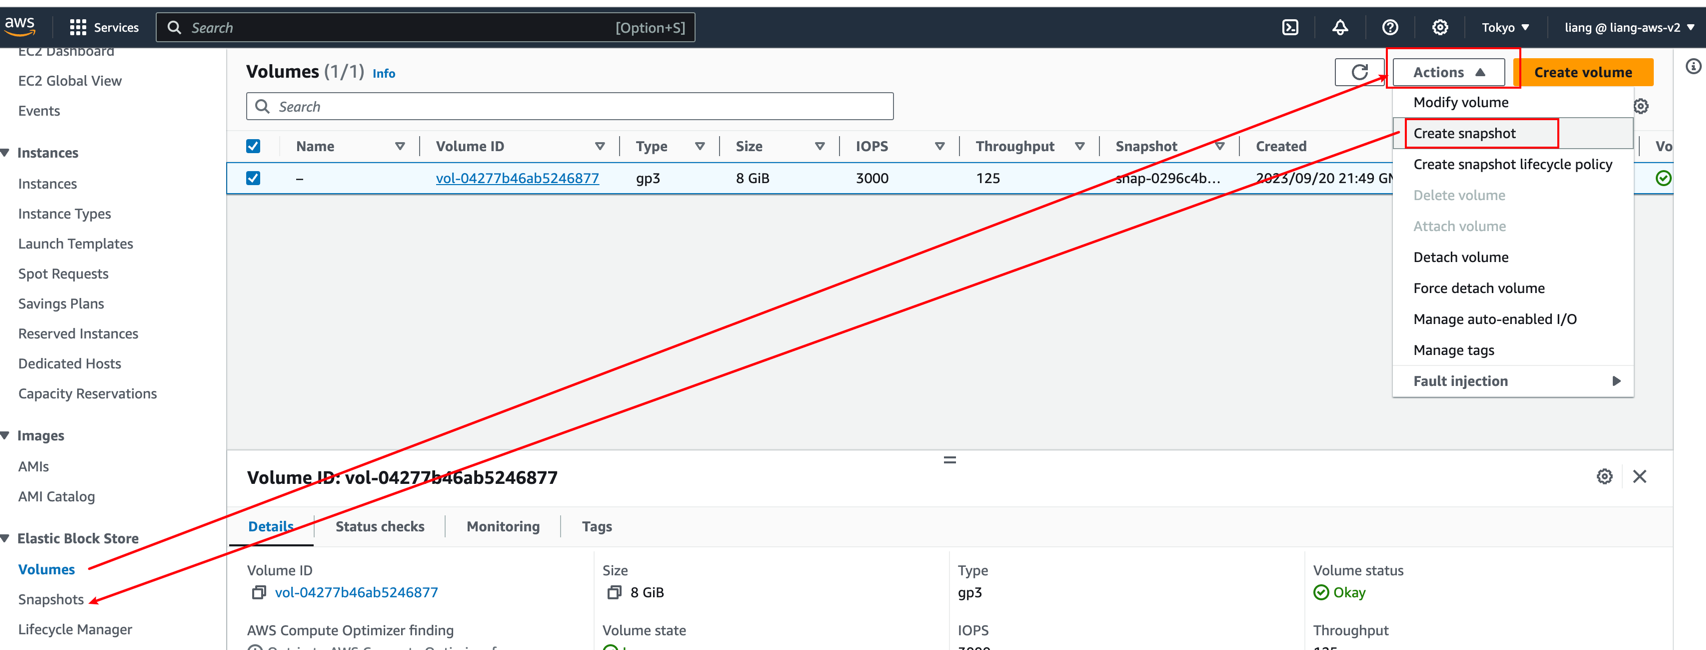 aws Services Search [Option+S] Tokyo liang @ liang-aws-v2
EC2 Dashboard
EC2 Global View
Events
Instances
Instances
Instance Types
Launch Templates
Spot Requests
Savings Plans
Reserved Instances
Dedicated Hosts
Capacity Reservations
Images
AMIs
AMI Catalog
Elastic Block Store
Volumes
Snapshots
Lifecycle Manager
Volumes (1/1) Info
Actions
Create volume
Search
Name Volume ID Type Size IOPS Throughput Snapshot Created Vo
– vol-04277b46ab5246877 gp3 8 GiB 3000 125 snap-0296c4b... 2023/09/20 21:49 GM
Modify volume
Create snapshot
Create snapshot lifecycle policy
Delete volume
Attach volume
Detach volume
Force detach volume
Manage auto-enabled I/O
Manage tags
Fault injection
Volume ID: vol-04277b46ab5246877
Details Status checks Monitoring Tags
Volume ID
vol-04277b46ab5246877
Size
8 GiB
Type
gp3
Volume status
Okay
AWS Compute Optimizer finding
Volume state
IOPS
3000
Throughput
125